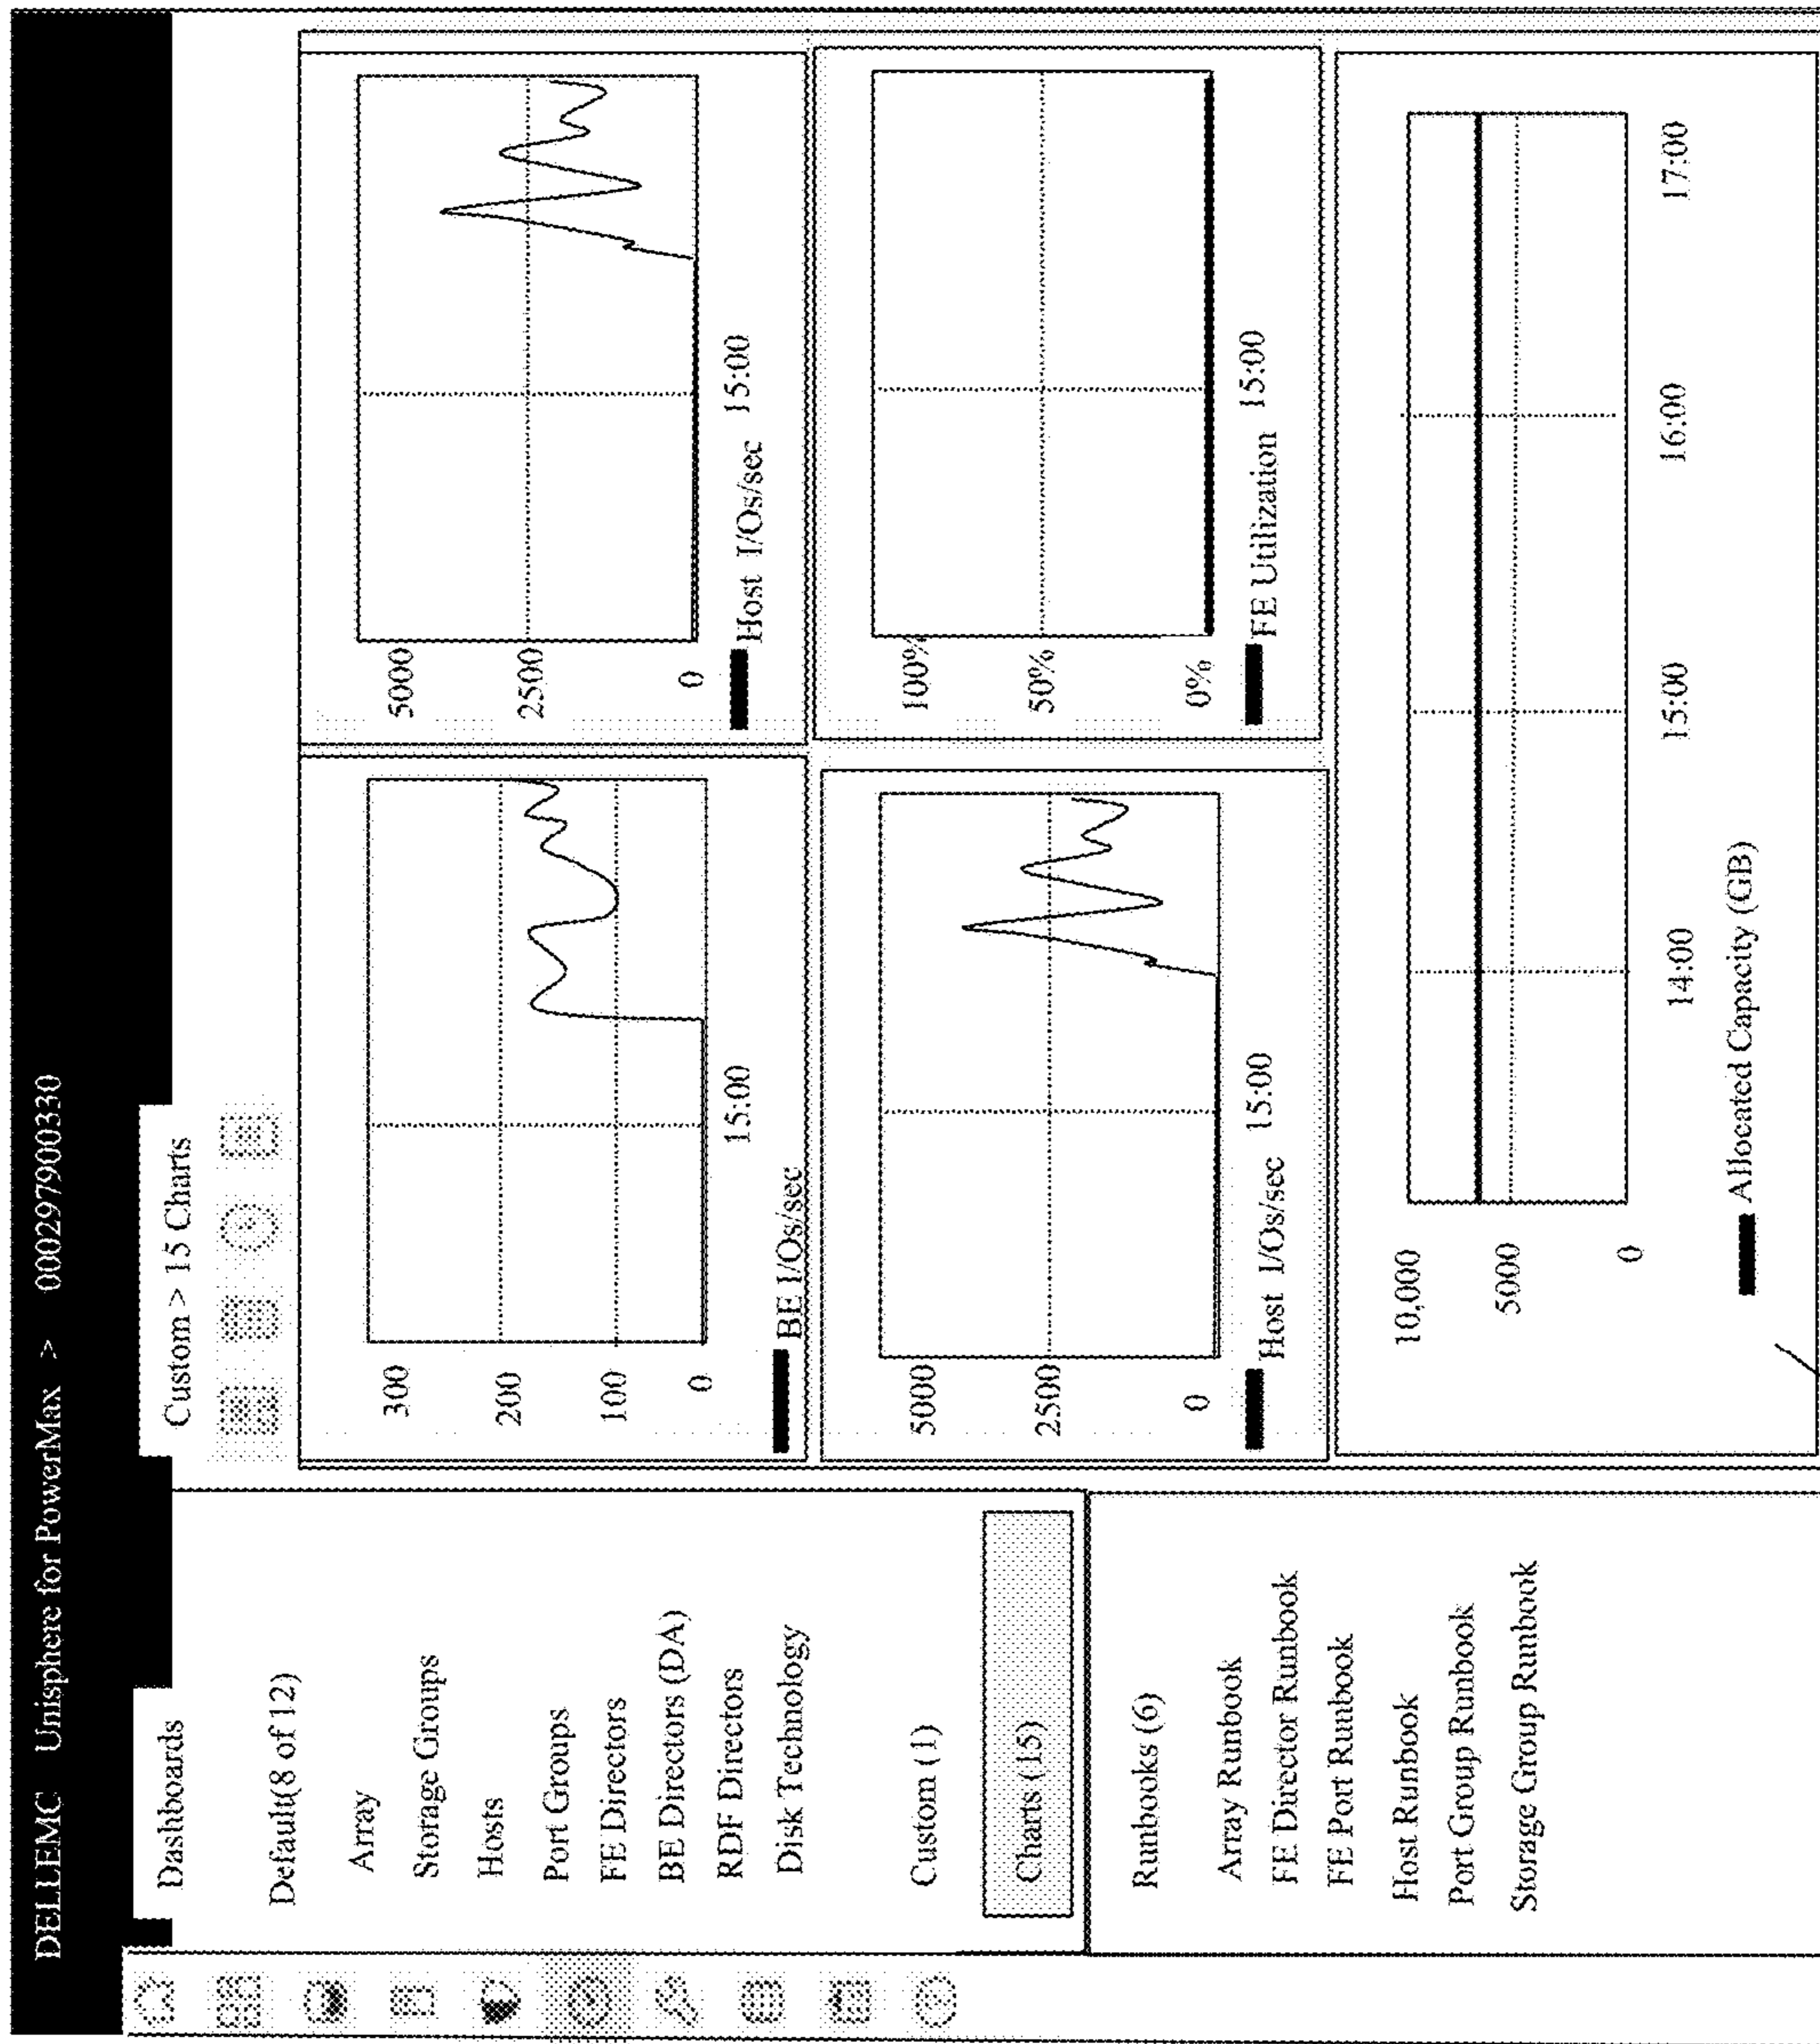 DELLEMC Unisphere for PowerMax > 000297900330
Dashboards
Default(8 of 12)
Array
Storage Groups
Hosts
Port Groups
FE Directors
BE Directors (DA)
RDF Directors
Disk Technology
Custom (1)
Charts (15)
Runbooks (6)
Array Runbook
FE Director Runbook
FE Port Runbook
Host Runbook
Port Group Runbook
Storage Group Runbook
Custom > 15 Charts
300
200
100
0
15:00
BE I/Os/sec
5000
2500
0
Host I/Os/sec 15:00
5000
2500
0
Host I/Os/sec 15:00
100%
50%
0%
FE Utilization 15:00
10,000
5000
0
14:00 15:00 16:00 17:00
Allocated Capacity (GB)